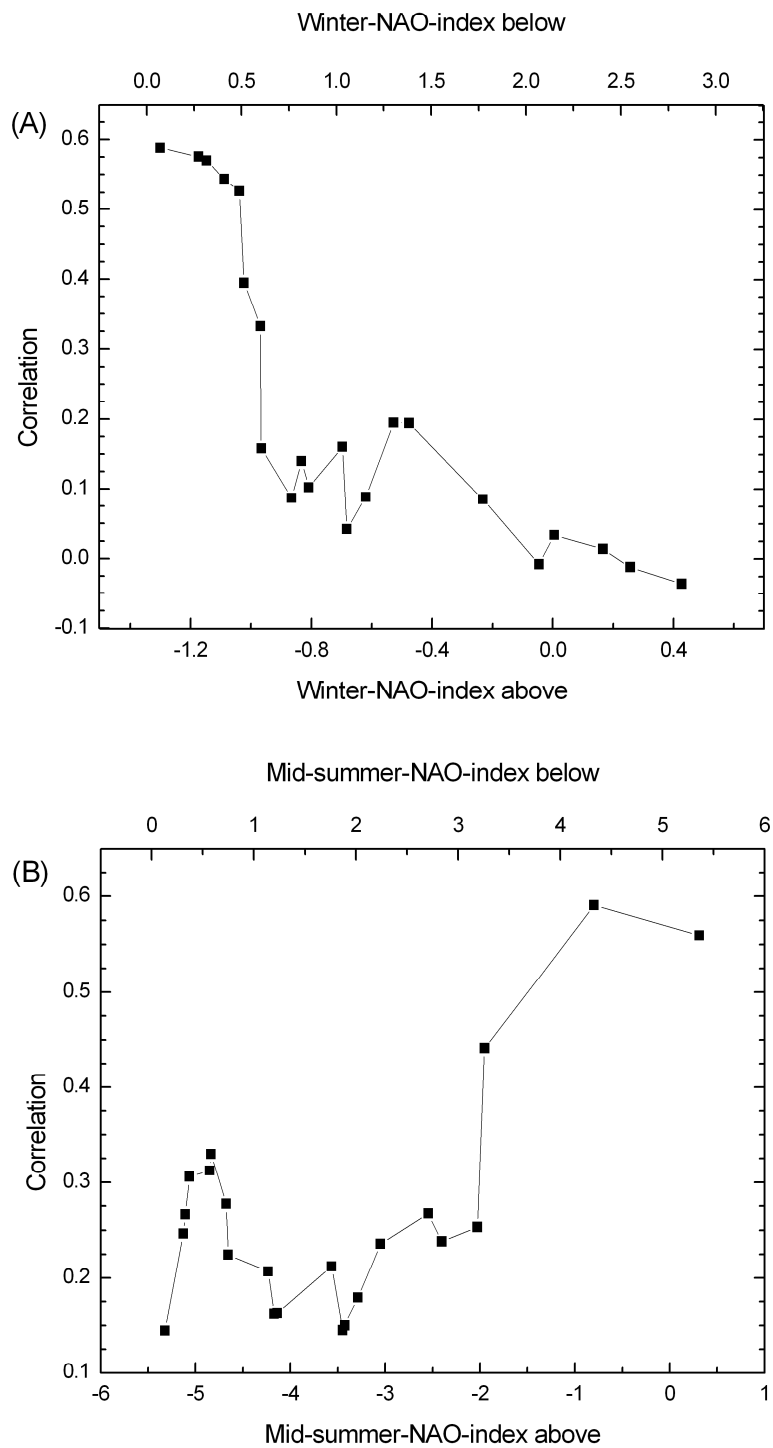 Winter-NAO-index below
0.0 0.5 1.0 1.5 2.0 2.5 3.0
(A)
0.6
0.5
0.4
0.3
0.2
0.1
0.0
-0.1
Correlation
-1.2 -0.8 -0.4 0.0 0.4
Winter-NAO-index above
Mid-summer-NAO-index below
0 1 2 3 4 5 6
(B)
0.6
0.5
0.4
0.3
0.2
0.1
Correlation
-6 -5 -4 -3 -2 -1 0 1
Mid-summer-NAO-index above